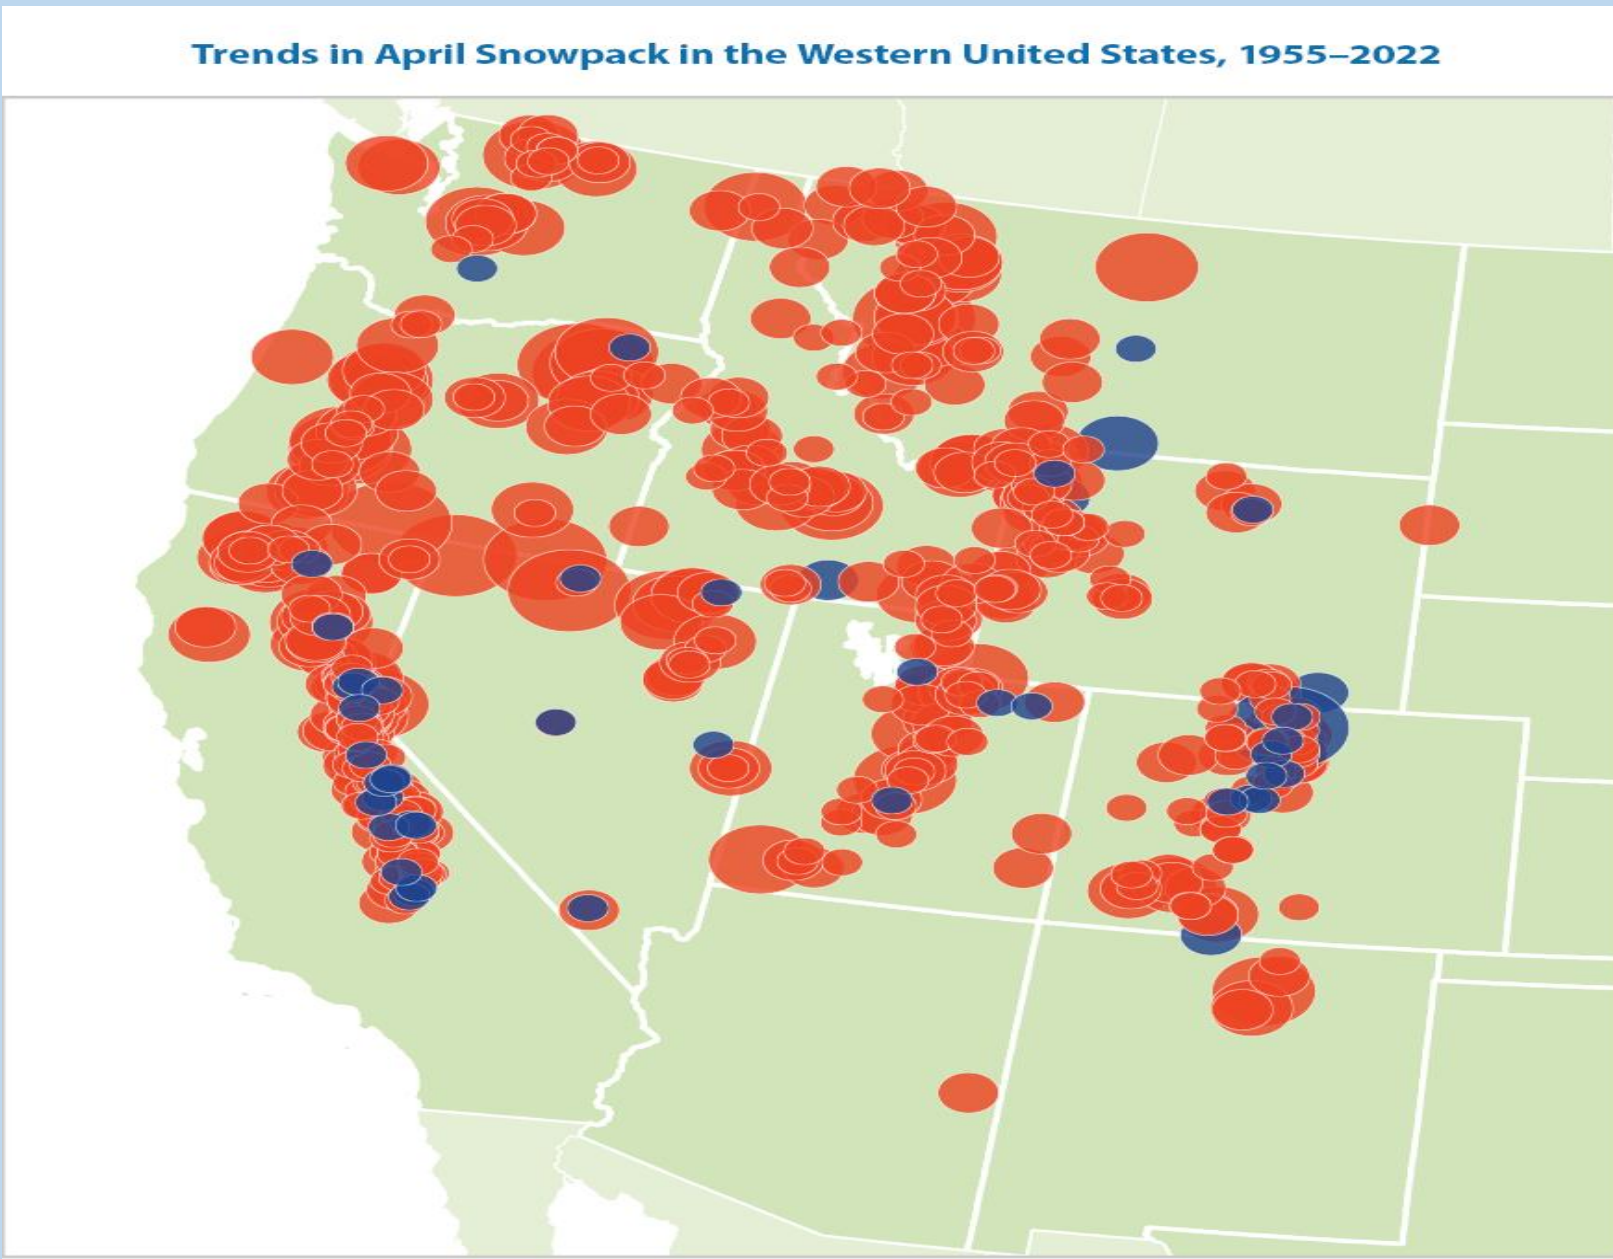 Trends in April Snowpack in the Western United States, 1955–2022